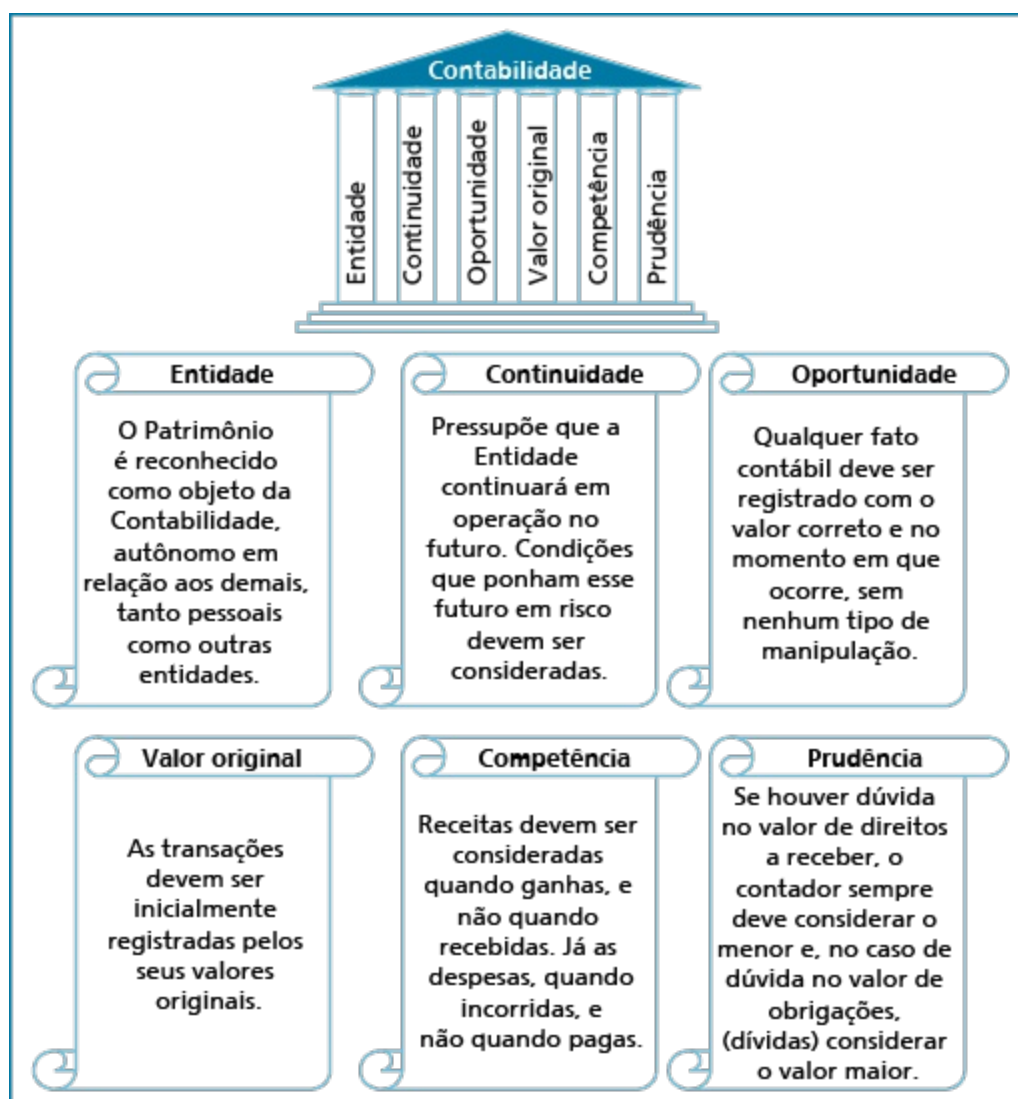 Contabilidade
Entidade
Continuidade
Oportunidade
Valor original
Competência
Prudência
Entidade
O Patrimônio
é reconhecido
como objeto da
Contabilidade,
autônomo em
relação aos demais,
tanto pessoais
como outras
entidades.
Continuidade
Pressupõe que a
Entidade
continuará em
operação no
futuro. Condições
que ponham esse
futuro em risco
devem ser
consideradas.
Oportunidade
Qualquer fato
contábil deve ser
registrado com o
valor correto e no
momento em que
ocorre, sem
nenhum tipo de
manipulação.
Valor original
As transações
devem ser
inicialmente
registradas pelos
seus valores
originais.
Competência
Receitas devem ser
consideradas
quando ganhas, e
não quando
recebidas. Já as
despesas, quando
incorridas, e
não quando pagas.
Prudência
Se houver dúvida
no valor de direitos
a receber, o
contador sempre
deve considerar o
menor e, no caso de
dúvida no valor de
obrigações,
(dívidas) considerar
o valor maior.